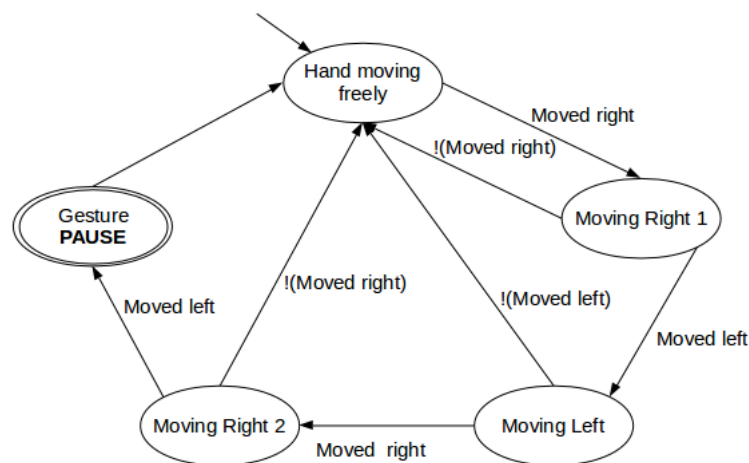 Hand moving
freely
Moved right
!(Moved right)
Gesture
PAUSE
Moving Right 1
!(Moved right)
!(Moved left)
Moved left
Moved left
Moving Right 2
Moved right
Moving Left